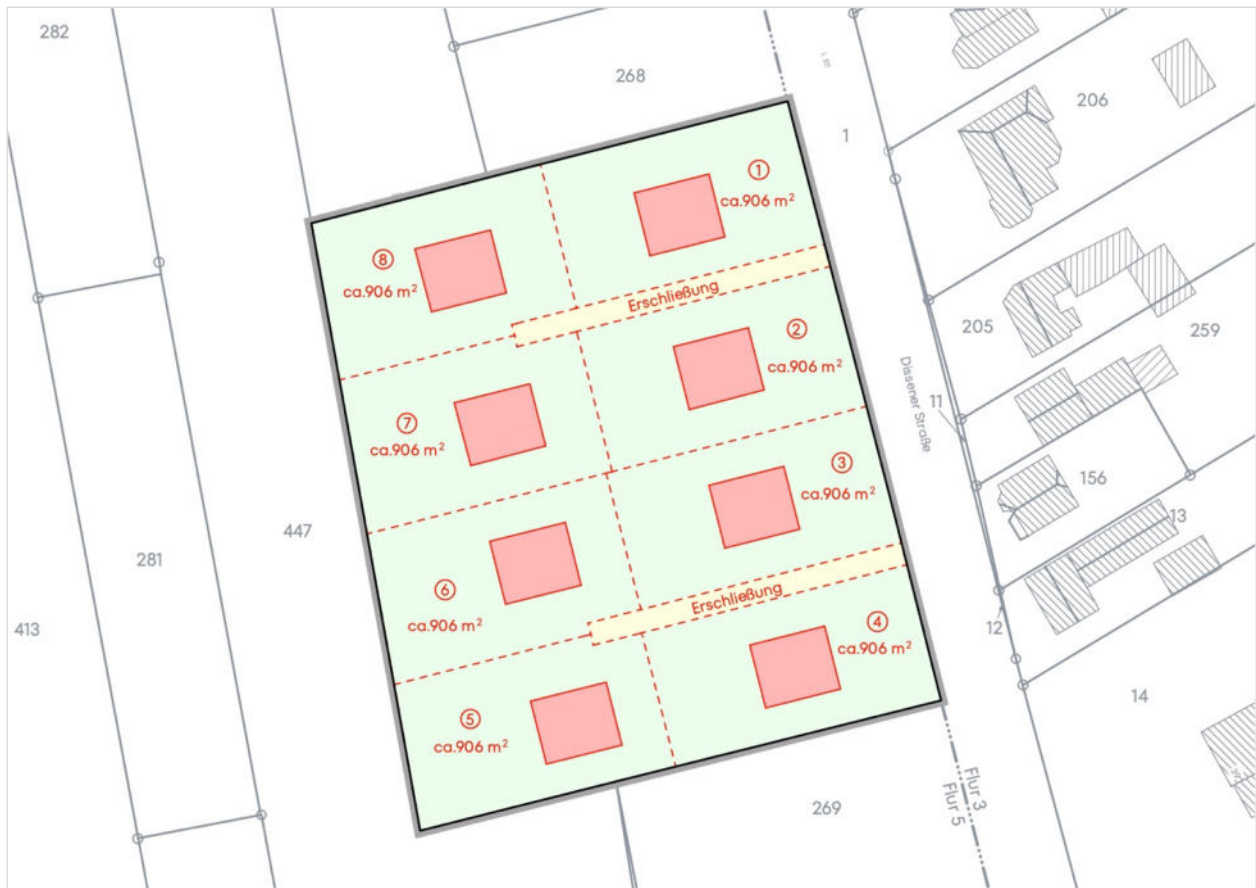 282
268
1
206
①
ca.906 m²
⑧
ca.906 m²
Erschließung
②
ca.906 m²
205
259
Dissener Straße
11
⑦
ca.906 m²
③
ca.906 m²
156
13
447
281
⑥
ca.906 m²
Erschließung
④
ca.906 m²
413
12
14
⑤
ca.906 m²
269
Flur 3
Flur 5